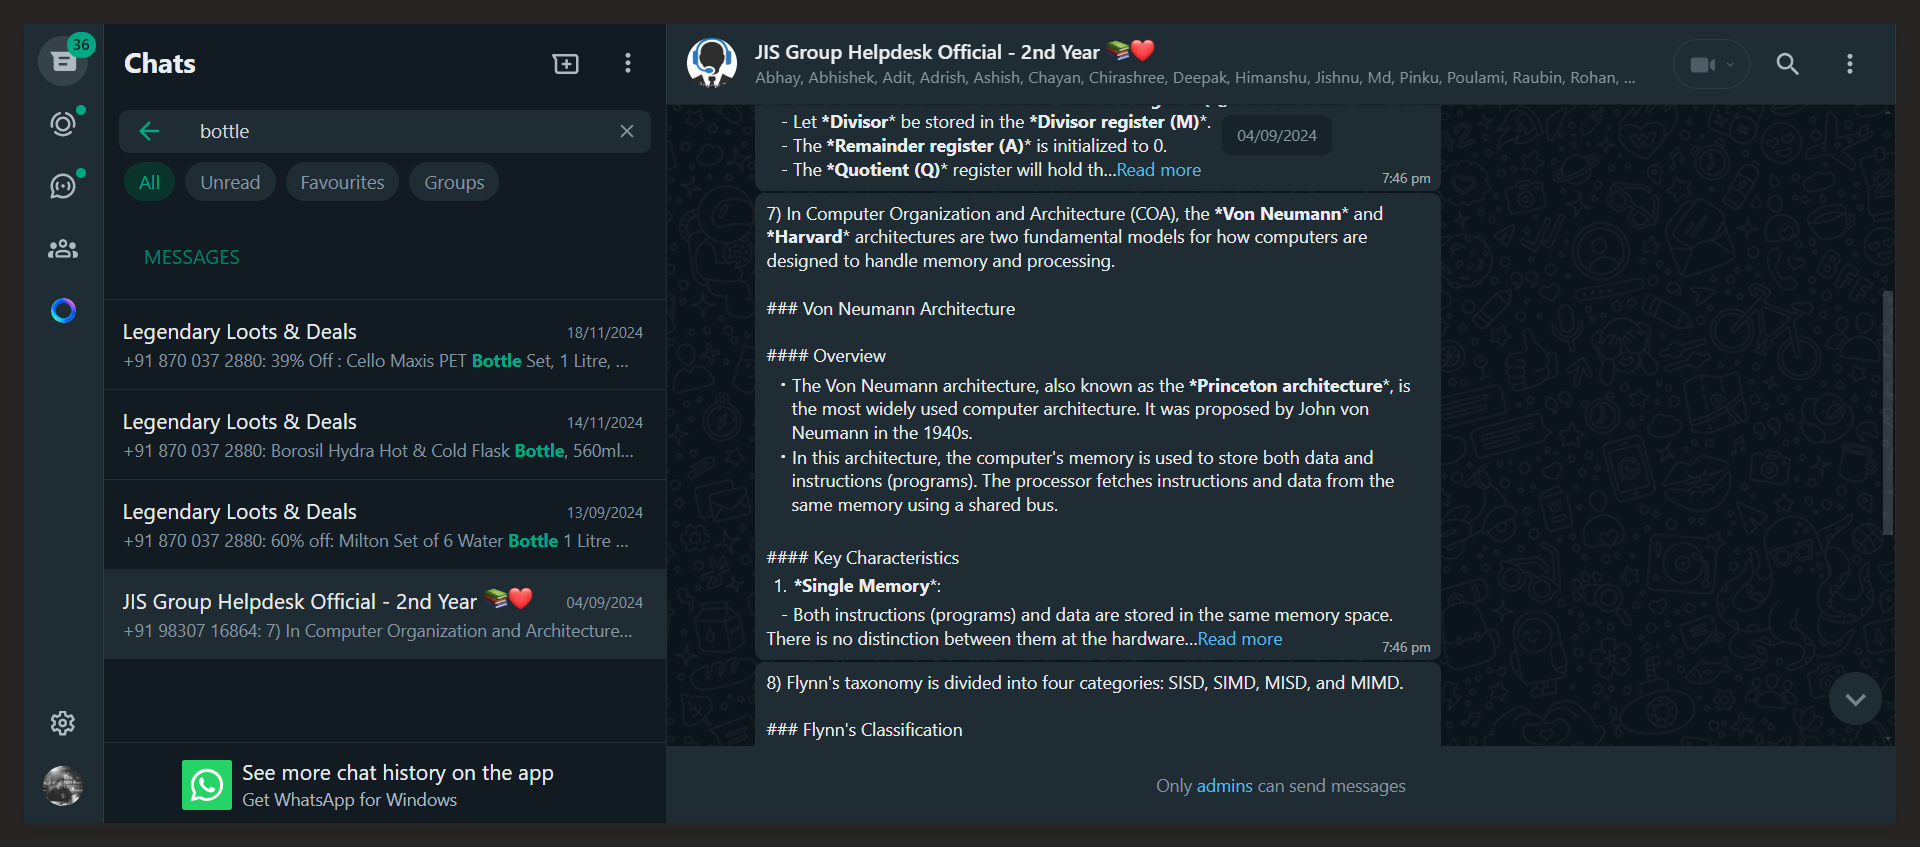 36
Chats
bottle
All
Unread
Favourites
Groups
MESSAGES
Legendary Loots & Deals
18/11/2024
+91 870 037 2880: 39% Off : Cello Maxis PET Bottle Set, 1 Litre, ...
Legendary Loots & Deals
14/11/2024
+91 870 037 2880: Borosil Hydra Hot & Cold Flask Bottle, 560ml...
Legendary Loots & Deals
13/09/2024
+91 870 037 2880: 60% off: Milton Set of 6 Water Bottle 1 Litre ...
JIS Group Helpdesk Official - 2nd Year 📚❤️
04/09/2024
+91 98307 16864: 7) In Computer Organization and Architecture...
See more chat history on the app
Get WhatsApp for Windows
JIS Group Helpdesk Official - 2nd Year 📚❤️
Abhay, Abhishek, Adit, Adrish, Ashish, Chayan, Chirashree, Deepak, Himanshu, Jishnu, Md, Pinku, Poulami, Raubin, Rohan, ...
04/09/2024
- Let *Divisor* be stored in the *Divisor register (M)*.
- The *Remainder register (A)* is initialized to 0.
- The *Quotient (Q)* register will hold th...Read more
7:46 pm
7) In Computer Organization and Architecture (COA), the *Von Neumann* and
*Harvard* architectures are two fundamental models for how computers are
designed to handle memory and processing.
### Von Neumann Architecture
#### Overview
• The Von Neumann architecture, also known as the *Princeton architecture*, is
the most widely used computer architecture. It was proposed by John von
Neumann in the 1940s.
• In this architecture, the computer's memory is used to store both data and
instructions (programs). The processor fetches instructions and data from the
same memory using a shared bus.
#### Key Characteristics
1. *Single Memory*:
- Both instructions (programs) and data are stored in the same memory space.
There is no distinction between them at the hardware...Read more
7:46 pm
8) Flynn's taxonomy is divided into four categories: SISD, SIMD, MISD, and MIMD.
### Flynn's Classification
Only admins can send messages